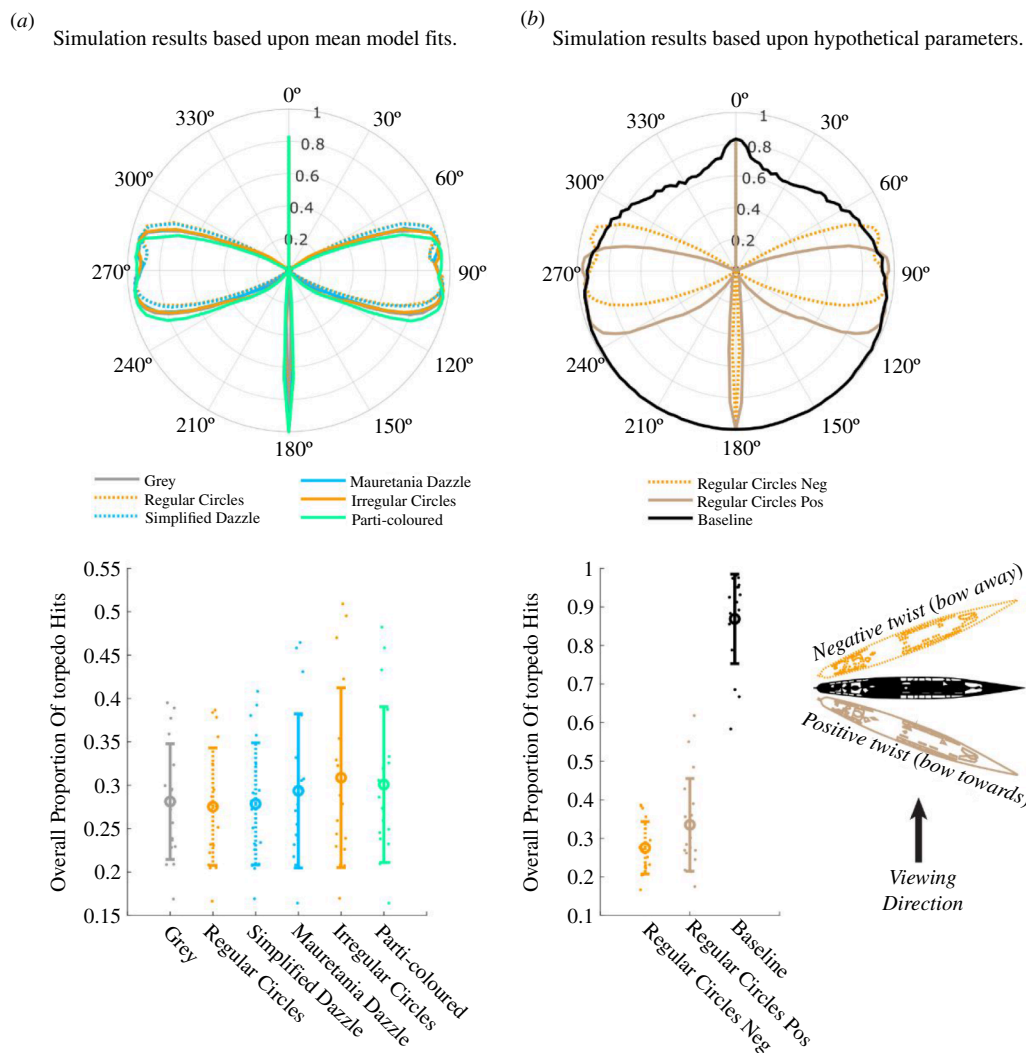 (a)
Simulation results based upon mean model fits.
0º
30º
60º
90º
120º
150º
180º
210º
240º
270º
300º
330º
1
0.8
0.6
0.4
0.2
Grey
Regular Circles
Simplified Dazzle
Mauretania Dazzle
Irregular Circles
Parti-coloured
Overall Proportion Of torpedo Hits
0.55
0.5
0.45
0.4
0.35
0.3
0.25
0.2
0.15
Grey
Regular Circles
Simplified Dazzle
Mauretania Dazzle
Irregular Circles
Parti-coloured
(b)
Simulation results based upon hypothetical parameters.
0º
30º
60º
90º
120º
150º
180º
210º
240º
270º
300º
330º
1
0.8
0.6
0.4
0.2
Regular Circles Neg
Regular Circles Pos
Baseline
Overall Proportion Of torpedo Hits
1
0.9
0.8
0.7
0.6
0.5
0.4
0.3
0.2
0.1
Regular Circles Neg
Regular Circles Pos
Baseline
Negative twist (bow away)
Positive twist (bow towards)
Viewing
Direction